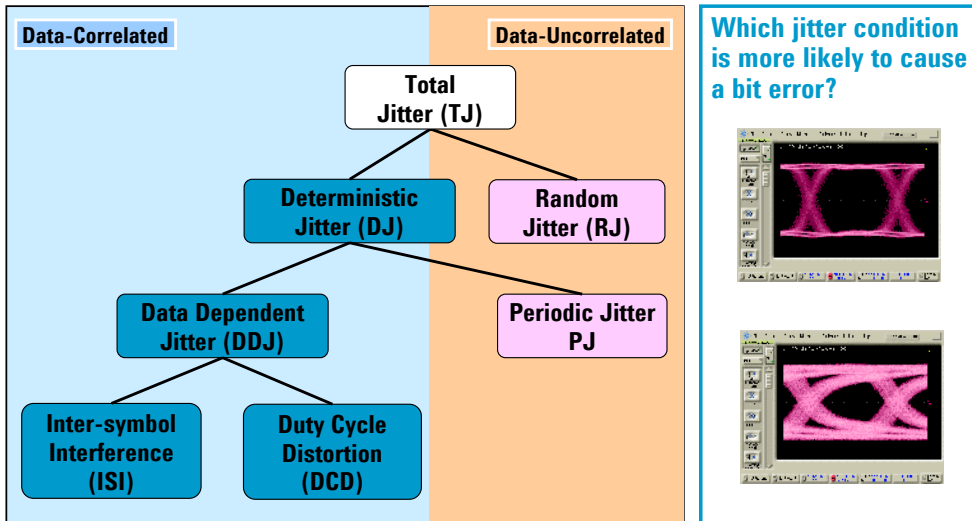 Data-Correlated
Data-Uncorrelated
Total
Jitter (TJ)
Deterministic
Jitter (DJ)
Random
Jitter (RJ)
Data Dependent
Jitter (DDJ)
Periodic Jitter
PJ
Inter-symbol
Interference
(ISI)
Duty Cycle
Distortion
(DCD)
Which jitter condition
is more likely to cause
a bit error?